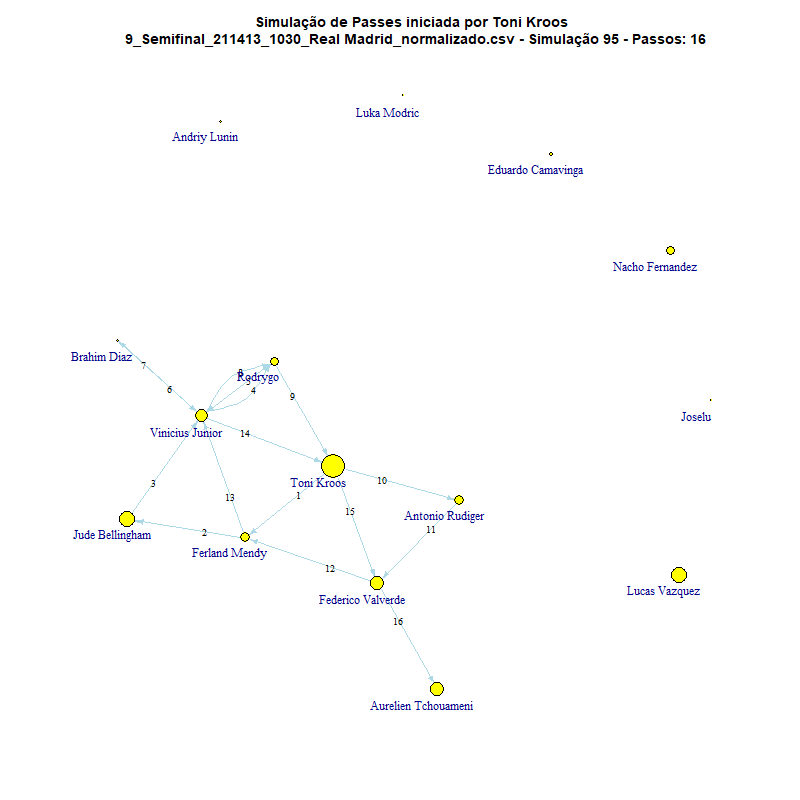 Simulação de Passes iniciada por Toni Kroos
9_Semifinal_211413_1030_Real Madrid_normalizado.csv - Simulação 95 - Passos: 16
Luka Modric
Andriy Lunin
Eduardo Camavinga
Nacho Fernandez
Brahim Diaz
7
Rodrygo
6
4
9
Joselu
Vinicius Junior
14
3
Toni Kroos
10
1
13
15
Antonio Rudiger
Jude Bellingham
2
11
Ferland Mendy
12
Lucas Vazquez
Federico Valverde
16
Aurelien Tchouameni